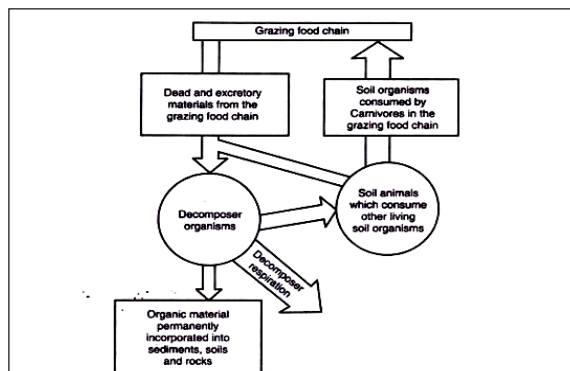 Grazing food chain
Dead and excretory
materials from the
grazing food chain
Soil organisms
consumed by
Carnivores in the
grazing food chain
Decomposer
organisms
Soil animals
which consume
other living
soil organisms
Decomposer
respiration
Organic material
permanently
incorporated into
sediments, soils
and rocks